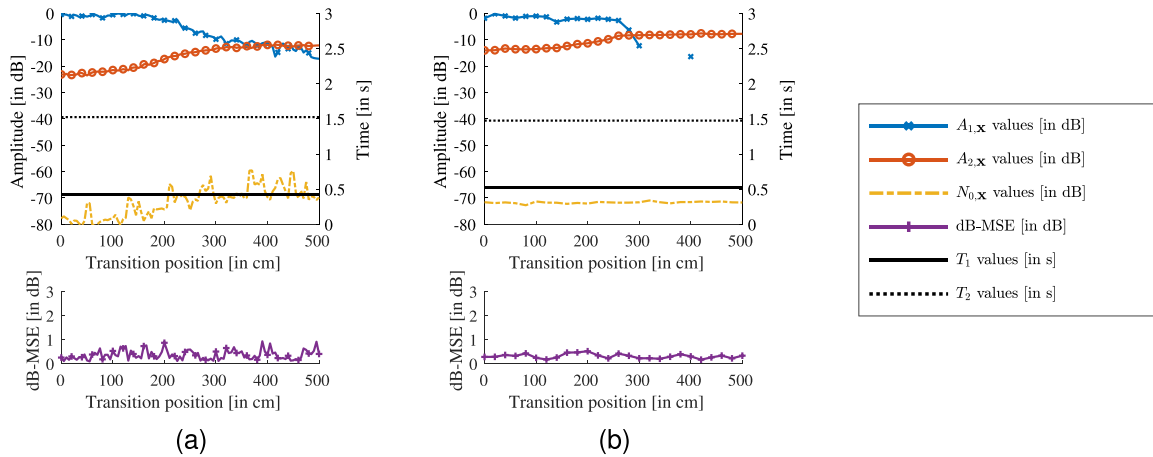 0
-10
-20
-30
-40
-50
-60
-70
-80
Amplitude [in dB]
3
2.5
2
1.5
1
0.5
0
Time [in s]
0 100 200 300 400 500
Transition position [in cm]
3
2
1
0
dB-MSE [in dB]
0 100 200 300 400 500
Transition position [in cm]
(a)
0
-10
-20
-30
-40
-50
-60
-70
-80
Amplitude [in dB]
3
2.5
2
1.5
1
0.5
0
Time [in s]
0 100 200 300 400 500
Transition position [in cm]
3
2
1
0
dB-MSE [in dB]
0 100 200 300 400 500
Transition position [in cm]
(b)
A₁,𝐱 values [in dB]
A₂,𝐱 values [in dB]
N₀,𝐱 values [in dB]
dB-MSE [in dB]
T₁ values [in s]
T₂ values [in s]